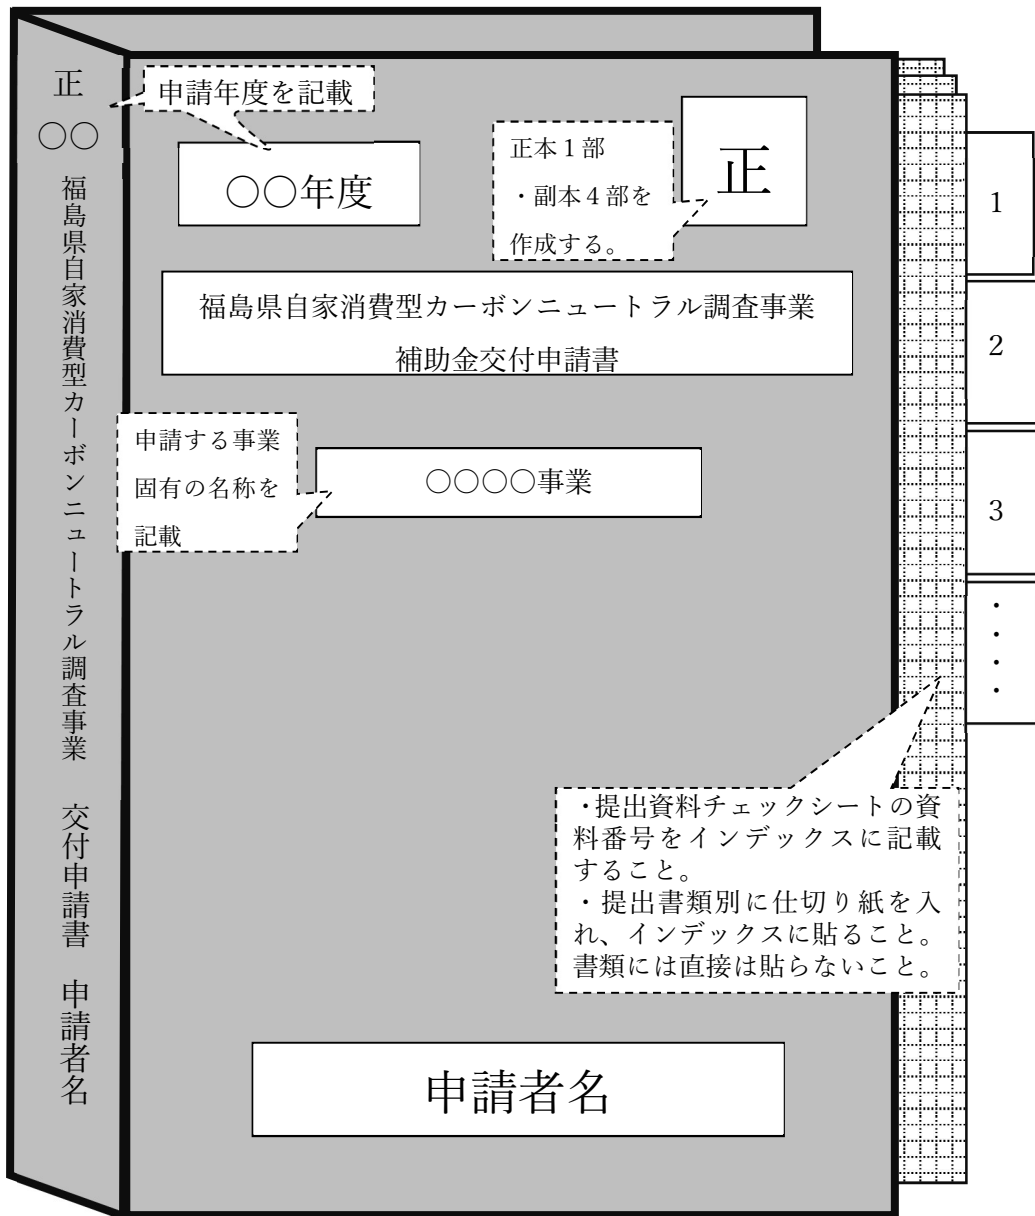 正
○○
福島県自家消費型カーボンニュートラル調査事業　交付申請書　申請者名
申請年度を記載
○○年度
正本１部
・副本４部を
作成する。
正
福島県自家消費型カーボンニュートラル調査事業
補助金交付申請書
申請する事業
固有の名称を
記載
○○○○事業
1
2
3
・・・・
・提出資料チェックシートの資
料番号をインデックスに記載
すること。
・提出書類別に仕切り紙を入
れ、インデックスに貼ること。
書類には直接は貼らないこと。
申請者名